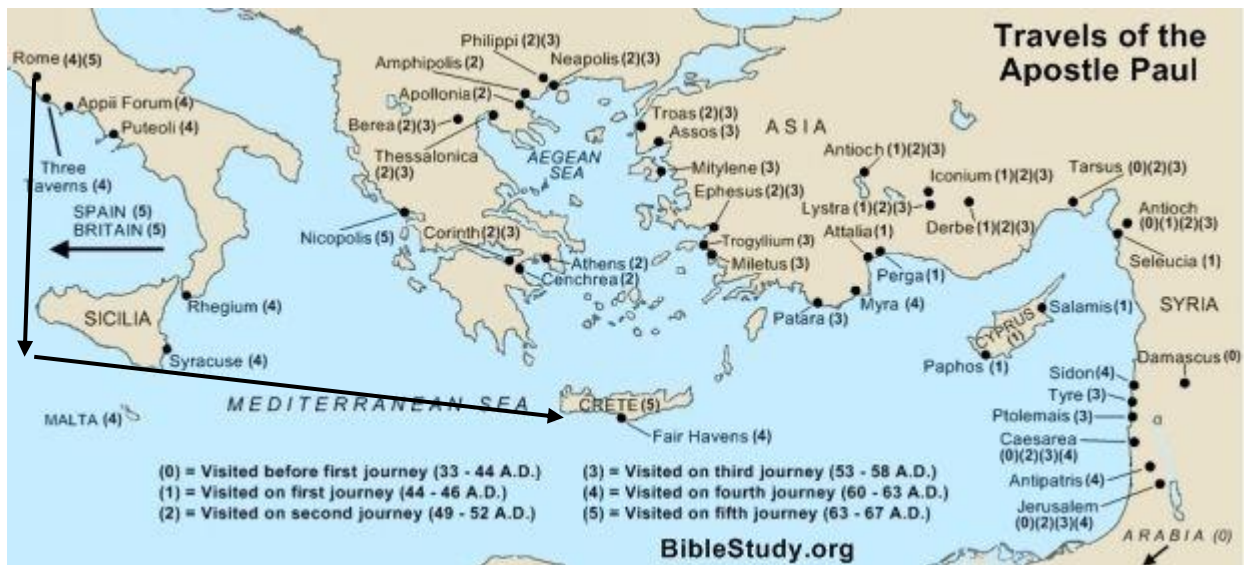 Travels of the
Apostle Paul
Philippi (2)(3)
Neapolis (2)(3)
Amphipolis (2)
Rome (4)(5)
Appii Forum (4)
Apollonia (2)
Puteoli (4)
Berea (2)(3)
Troas (2)(3)
ASIA
Assos (3)
Thessalonica
(2)(3)
AEGEAN
SEA
Antioch (1)(2)(3)
Three
Taverns (4)
Mitylene (3)
Iconium (1)(2)(3)
Tarsus (0)(2)(3)
Ephesus (2)(3)
SPAIN (5)
BRITAIN (5)
Lystra (1)(2)(3)
Derbe (1)(2)(3)
Antioch
(0)(1)(2)(3)
Nicopolis (5)
Corinth (2)(3)
Trogyllium (3)
Attalia (1)
Athens (2)
Miletus (3)
Perga (1)
Seleucia (1)
Cenchrea (2)
Rhegium (4)
Myra (4)
Salamis (1)
SYRIA
SICILIA
Patara (3)
CYPRUS
(1)
Syracuse (4)
Paphos (1)
Damascus (0)
Sidon (4)
Tyre (3)
MEDITERRANEAN SEA
CRETE (5)
MALTA (4)
Ptolemais (3)
Fair Havens (4)
Caesarea
(0)(2)(3)(4)
(0) = Visited before first journey (33 - 44 A.D.)
(1) = Visited on first journey (44 - 46 A.D.)
(2) = Visited on second journey (49 - 52 A.D.)
(3) = Visited on third journey (53 - 58 A.D.)
(4) = Visited on fourth journey (60 - 63 A.D.)
(5) = Visited on fifth journey (63 - 67 A.D.)
Antipatris (4)
Jerusalem
(0)(2)(3)(4)
ARABIA (0)
BibleStudy.org